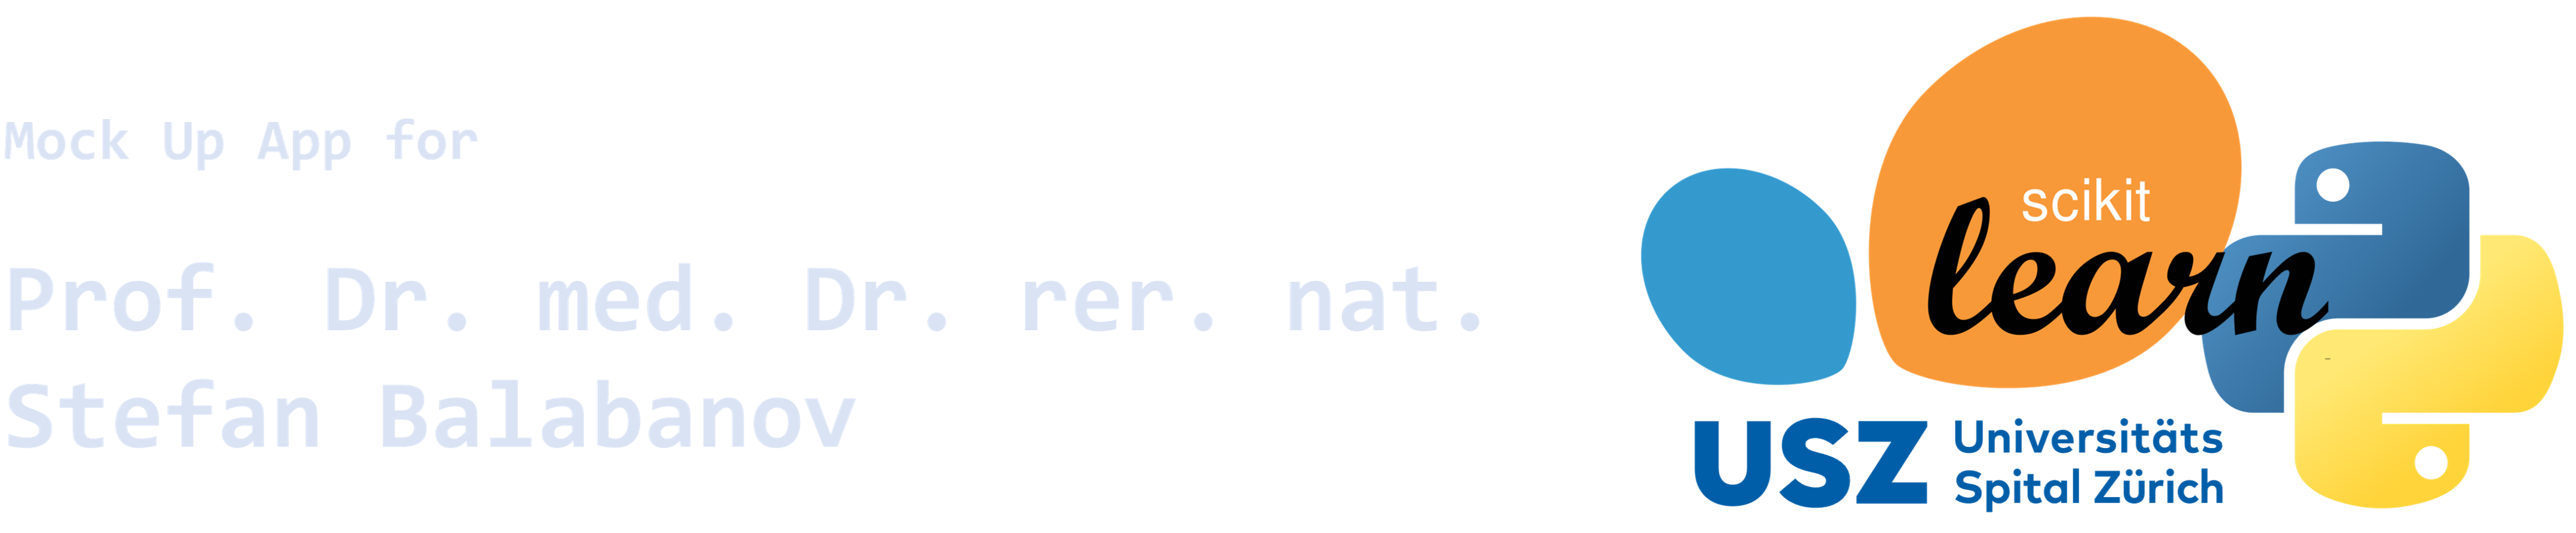 Mock Up App for
Prof. Dr. med. Dr. rer. nat.
Stefan Balabanov
scikit
learn
USZ Universitäts
Spital Zürich